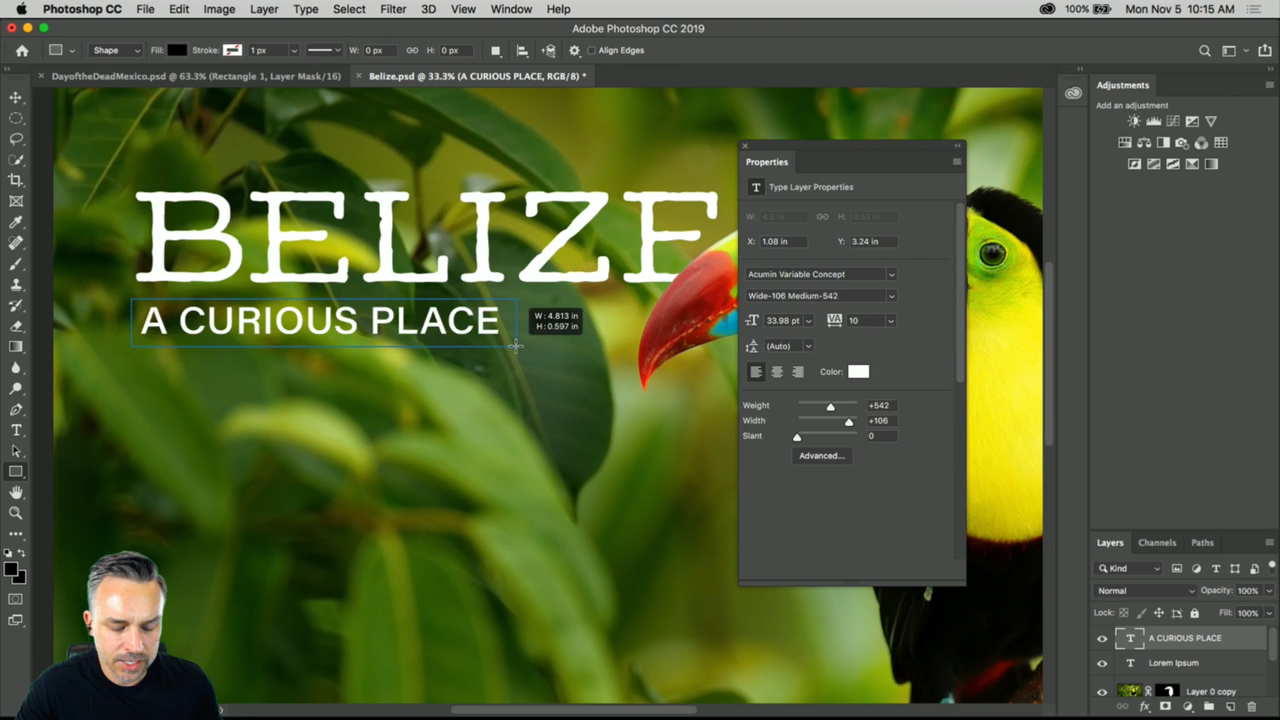 Photoshop CC File Edit Image Layer Type Select Filter 3D View Window Help 100% Mon Nov 5 10:15 AM
Adobe Photoshop CC 2019
Shape Fill: Stroke: 1 px W: 0 px H: 0 px Align Edges
DayoftheDeadMexico.psd @ 63.3% (Rectangle 1, Layer Mask/16) Belize.psd @ 33.3% (A CURIOUS PLACE, RGB/8) *
Adjustments
Add an adjustment
BELIZE
A CURIOUS PLACE
W: 4.813 in
H: 0.597 in
Properties
T Type Layer Properties
W: 4.5 in H: 0.53 in
X: 1.08 in Y: 3.24 in
Acumin Variable Concept
Wide-106 Medium-542
33.98 pt VA 10
(Auto)
Color:
Weight +542
Width +106
Slant 0
Advanced...
Layers Channels Paths
Kind
Normal Opacity: 100%
Lock: Fill: 100%
T A CURIOUS PLACE
T Lorem Ipsum
Layer 0 copy
fx